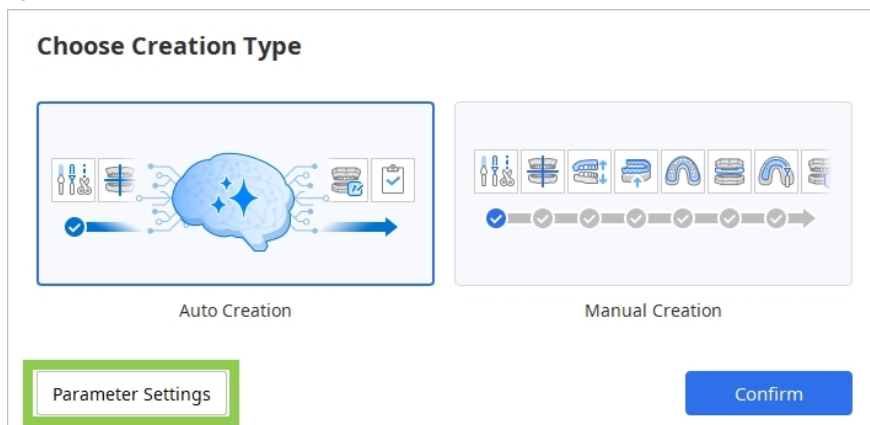 Choose Creation Type
Auto Creation
Manual Creation
Parameter Settings
Confirm